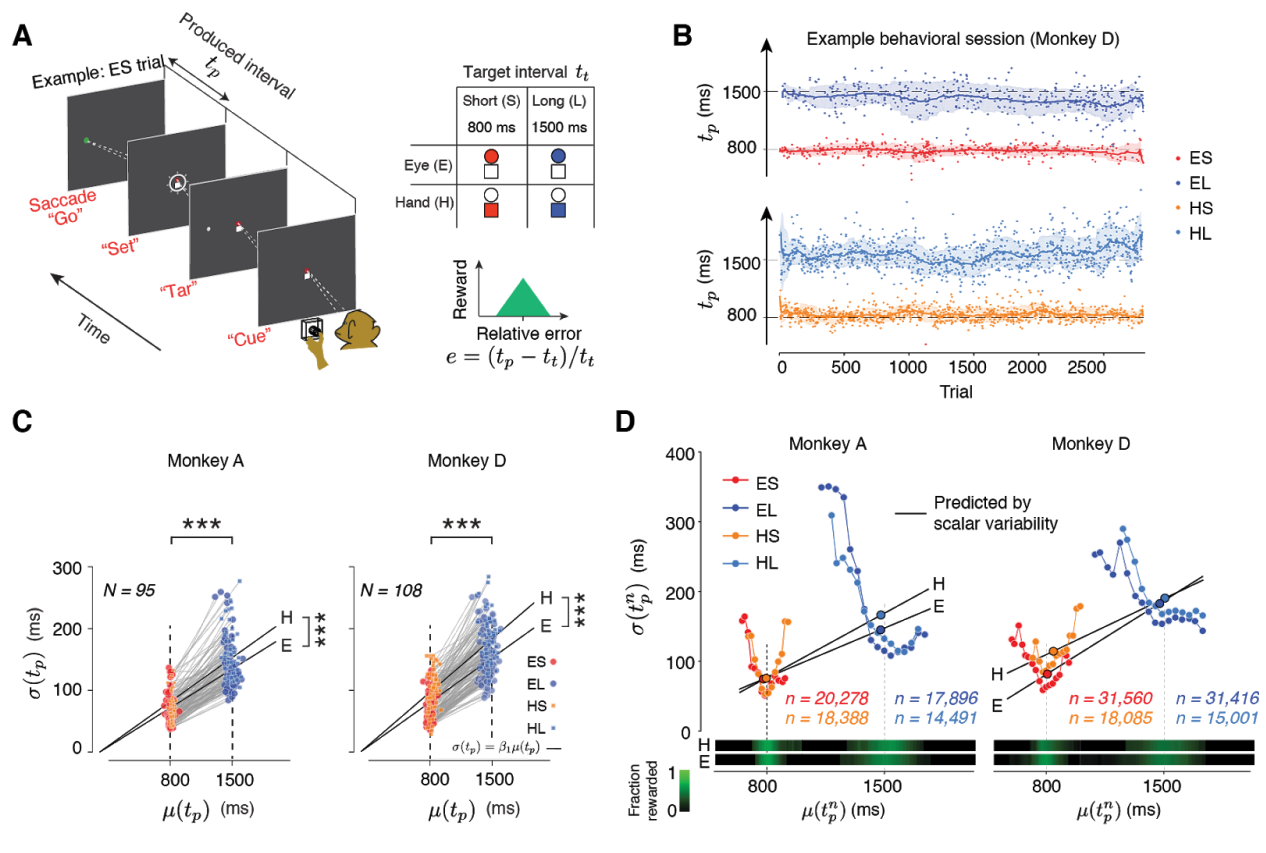 A
Example: ES trial
Produced interval
t_p
Saccade
"Go"
"Set"
"Tar"
"Cue"
Time
Target interval t_t
Short (S)
Long (L)
800 ms
1500 ms
Eye (E)
Hand (H)
Reward
Relative error
e = (t_p − t_t)/t_t
B
Example behavioral session (Monkey D)
t_p (ms)
1500
800
t_p (ms)
1500
800
0
500
1000
1500
2000
2500
Trial
ES
EL
HS
HL
C
Monkey A
Monkey D
***
***
N = 95
N = 108
300
200
100
0
σ(t_p) (ms)
H
E
***
H
E
***
ES
EL
HS
HL
σ(t_p) = β₁μ(t_p)
800
1500
800
1500
μ(t_p) (ms)
μ(t_p) (ms)
D
Monkey A
Monkey D
400
300
200
100
0
σ(t_p^n) (ms)
ES
EL
HS
HL
Predicted by
scalar variability
H
E
H
E
n = 20,278
n = 17,896
n = 18,388
n = 14,491
n = 31,560
n = 31,416
n = 18,085
n = 15,001
H
E
Fraction
rewarded
1
0
800
1500
800
1500
μ(t_p^n) (ms)
μ(t_p^n) (ms)